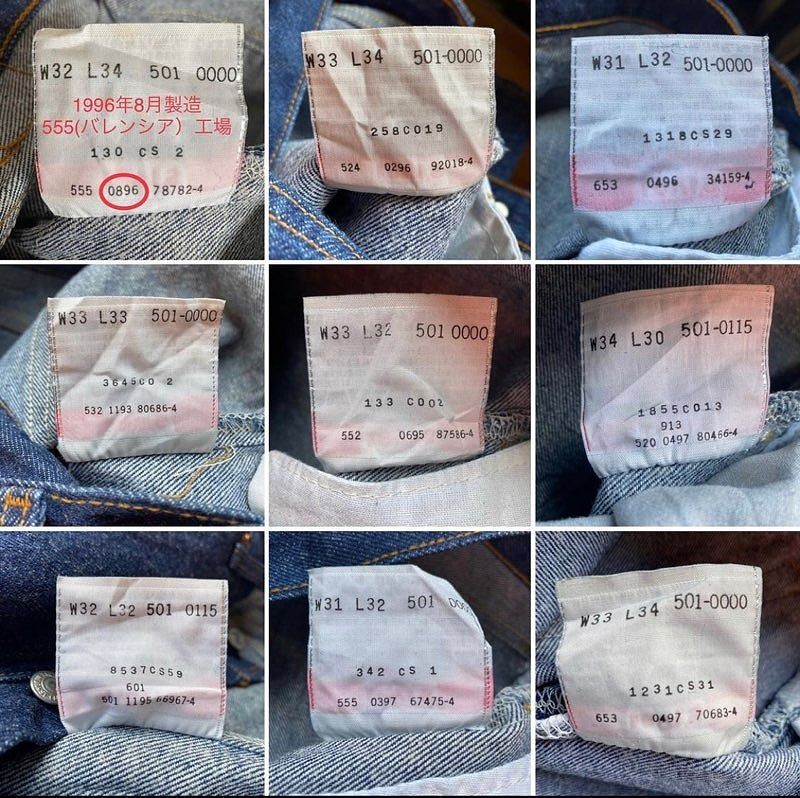 W32 L34 501 0000
1996年8月製造
555(バレンシア）工場
130 CS 2
555 0896 78782-4
W33 L34 501-0000
258CO19
524 0296 92018-4
W31 L32 501-0000
1318CS29
653 0496 34159-4
W33 L33 501-0000
3645CO 2
532 1193 80686-4
W33 L32 501 0000
133 CO02
552 0695 87586-4
W34 L30 501-0115
1855CO13
913
520 0497 80466-4
W32 L32 501 0115
8537CS59
601
601 1195 66967-4
W31 L32 501
342 CS 1
555 0397 67475-4
W33 L34 501-0000
1231CS31
653 0497 70683-4